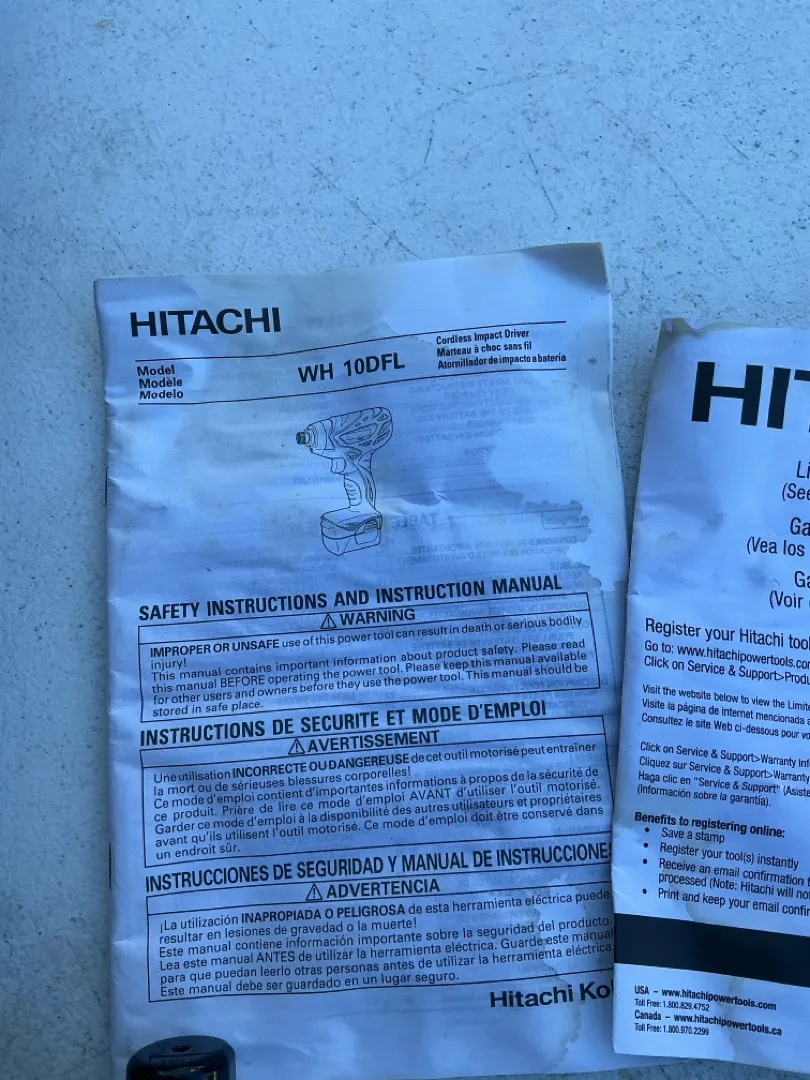 HITACHI
Model
Modèle
Modelo
WH 10DFL
Cordless Impact Driver
Marteau à choc sans fil
Atornillador de impacto a batería
SAFETY INSTRUCTIONS AND INSTRUCTION MANUAL
⚠ WARNING
IMPROPER OR UNSAFE use of this power tool can result in death or serious bodily
injury!
This manual contains important information about product safety. Please read
this manual BEFORE operating the power tool. Please keep this manual available
for other users and owners before they use the power tool. This manual should be
stored in safe place.
INSTRUCTIONS DE SECURITE ET MODE D'EMPLOI
⚠ AVERTISSEMENT
Une utilisation INCORRECTE OU DANGEREUSE de cet outil motorisé peut entraîner
la mort ou de sérieuses blessures corporelles!
Ce mode d'emploi contient d'importantes informations à propos de la sécurité de
ce produit. Prière de lire ce mode d'emploi AVANT d'utiliser l'outil motorisé.
Garder ce mode d'emploi à la disponibilité des autres utilisateurs et propriétaires
avant qu'ils utilisent l'outil motorisé. Ce mode d'emploi doit être conservé dans
un endroit sûr.
INSTRUCCIONES DE SEGURIDAD Y MANUAL DE INSTRUCCIONE
⚠ ADVERTENCIA
¡La utilización INAPROPIADA O PELIGROSA de esta herramienta eléctrica puede
resultar en lesiones de gravedad o la muerte!
Este manual contiene información importante sobre la seguridad del producto.
Lea este manual ANTES de utilizar la herramienta eléctrica. Guarde este manual
para que puedan leerlo otras personas antes de utilizar la herramienta eléctrica.
Este manual debe ser guardado en un lugar seguro.
Hitachi Ko
HIT
Li
(See
Ga
(Vea los
Ga
(Voir
Register your Hitachi tool
Go to: www.hitachipowertools.co
Click on Service & Support>Produ
Visit the website below to view the Limite
Visite la página de internet mencionada a
Consultez le site Web ci-dessous pour vo
Click on Service & Support>Warranty Inf
Cliquez sur Service & Support>Warranty
Haga clic en "Service & Support" (Asiste
(Información sobre la garantía).
Benefits to registering online:
• Save a stamp
• Register your tool(s) instantly
• Receive an email confirmation
processed (Note: Hitachi will no
• Print and keep your email confir
USA – www.hitachipowertools.com
Toll Free: 1.800.829.4752
Canada – www.hitachipowertools.ca
Toll Free: 1.800.970.2299